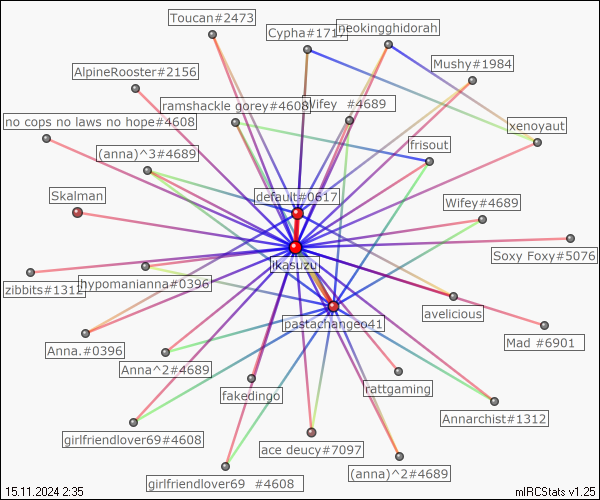 Toucan#2473
Cypha#1717
neokingghidorah
Mushy#1984
AlpineRooster#2156
ramshackle gorey#4608
Wifey #4689
no cops no laws no hope#4608
xenoyaut
(anna)^3#4689
frisout
default#0617
Skalman
Wifey#4689
Soxy Foxy#5076
ikasuzu
zibbits#1312
hypomanianna#0396
avelicious
pastachangeo41
Mad #6901
Anna.#0396
Anna^2#4689
fakedingo
rattgaming
Annarchist#1312
girlfriendlover69#4608
ace deucy#7097
(anna)^2#4689
girlfriendlover69 #4608
15.11.2024 2:35
mIRCStats v1.25